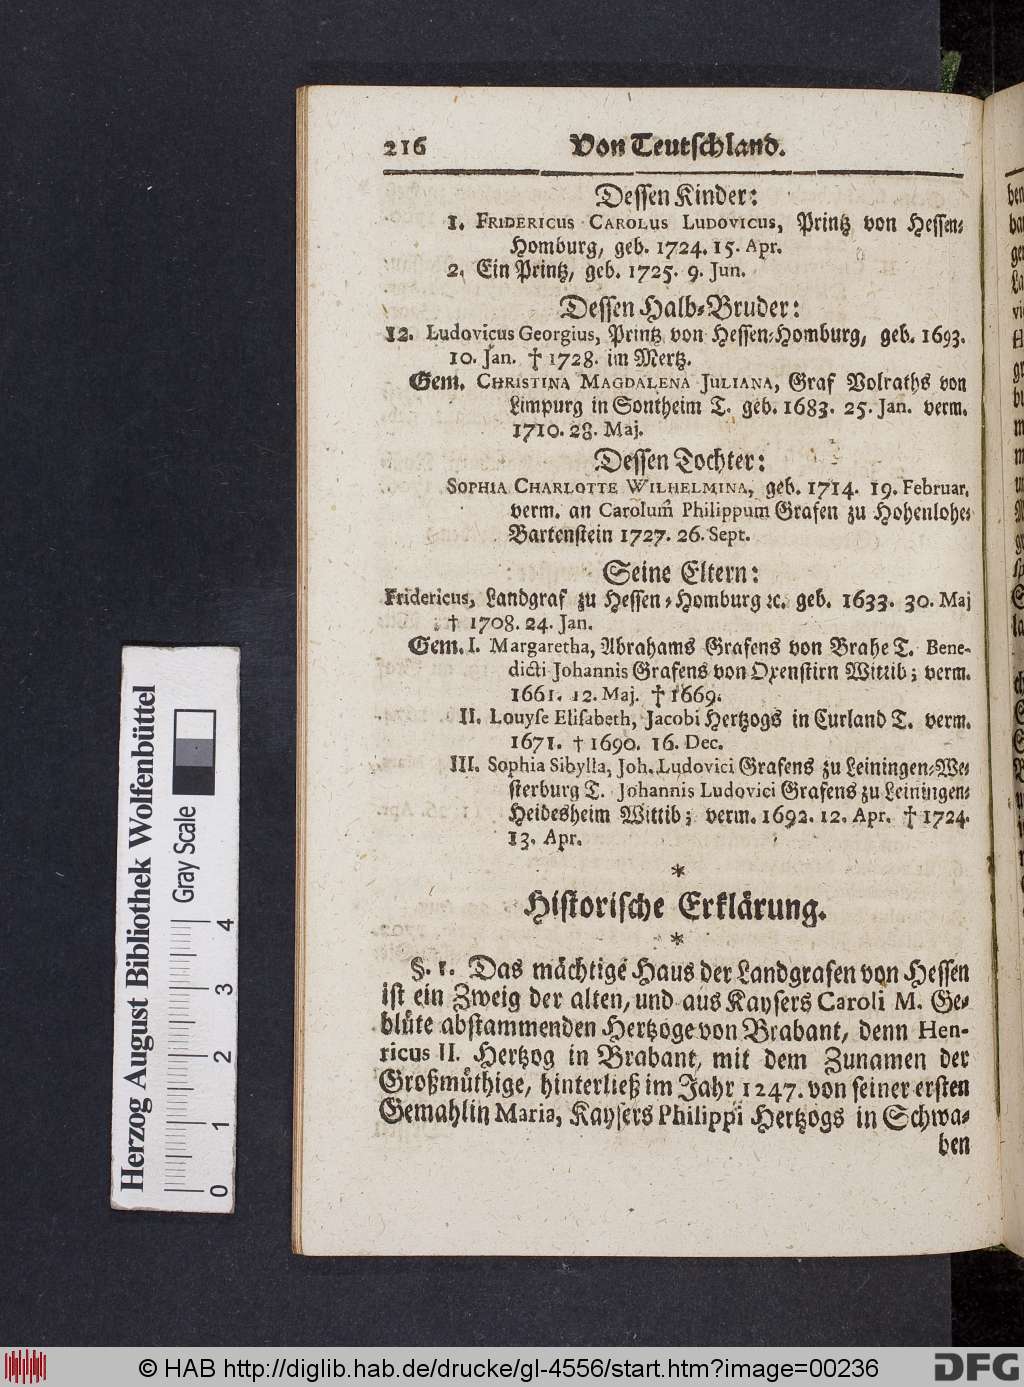 216 Von Teutschland.
Dessen Kinder:
1. FRIDERICUS CAROLUS LUDOVICUS, Printz von Hessen-
Homburg, geb. 1724. 15. Apr.
2. Ein Printz, geb. 1725. 9. Jun.
Dessen Halb-Bruder:
12. Ludovicus Georgius, Printz von Hessen-Homburg, geb. 1693.
10. Jan. † 1728. im Mertz.
Gem. CHRISTINA MAGDALENA JULIANA, Graf Volraths von
Limpurg in Sontheim T. geb. 1683. 25. Jan. verm.
1710. 28. Maj.
Dessen Tochter:
SOPHIA CHARLOTTE WILHELMINA, geb. 1714. 19. Februar.
verm. an Carolum Philippum Grafen zu Hohenlohe-
Bartenstein 1727. 26. Sept.
Seine Eltern:
Fridericus, Landgraf zu Hessen-Homburg ꝛc. geb. 1633. 30. Maj
† 1708. 24. Jan.
Gem. I. Margaretha, Abrahams Grafens von Brahe T. Bene-
dicti Johannis Grafens von Oxenstirn Wittib; verm.
1661. 12. Maj. † 1669.
II. Louyse Elisabeth, Jacobi Hertzogs in Curland T. verm.
1671. † 1690. 16. Dec.
III. Sophia Sibylla, Joh. Ludovici Grafens zu Leiningen-We-
sterburg T. Johannis Ludovici Grafens zu Leiningen-
Heidesheim Wittib; verm. 1692. 12. Apr. † 1724.
13. Apr.
*
Historische Erklärung.
*
§. 1. Das mächtige Haus der Landgrafen von Hessen
ist ein Zweig der alten, und aus Kaysers Caroli M. Ge-
blüte abstammenden Hertzoge von Brabant, denn Hen-
ricus II. Hertzog in Brabant, mit dem Zunamen der
Großmüthige, hinterließ im Jahr 1247. von seiner ersten
Gemahlin Maria, Kaysers Philippi Hertzogs in Schwa-
ben
Herzog August Bibliothek Wolfenbüttel
Gray Scale
0 1 2 3 4
© HAB http://diglib.hab.de/drucke/gl-4556/start.htm?image=00236
DFG